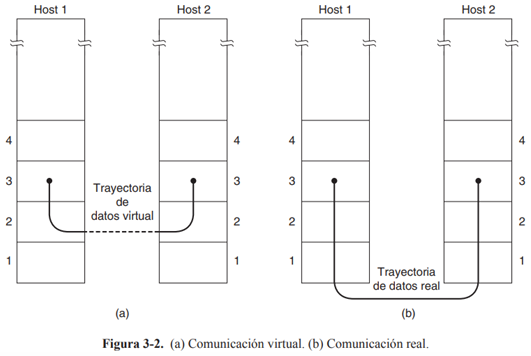 Host 1
Host 2
Host 1
Host 2
4
4
4
4
3
Trayectoria
de
datos virtual
3
3
3
2
2
2
2
1
1
1
Trayectoria
de datos real
1
(a)
(b)
Figura 3-2. (a) Comunicación virtual. (b) Comunicación real.